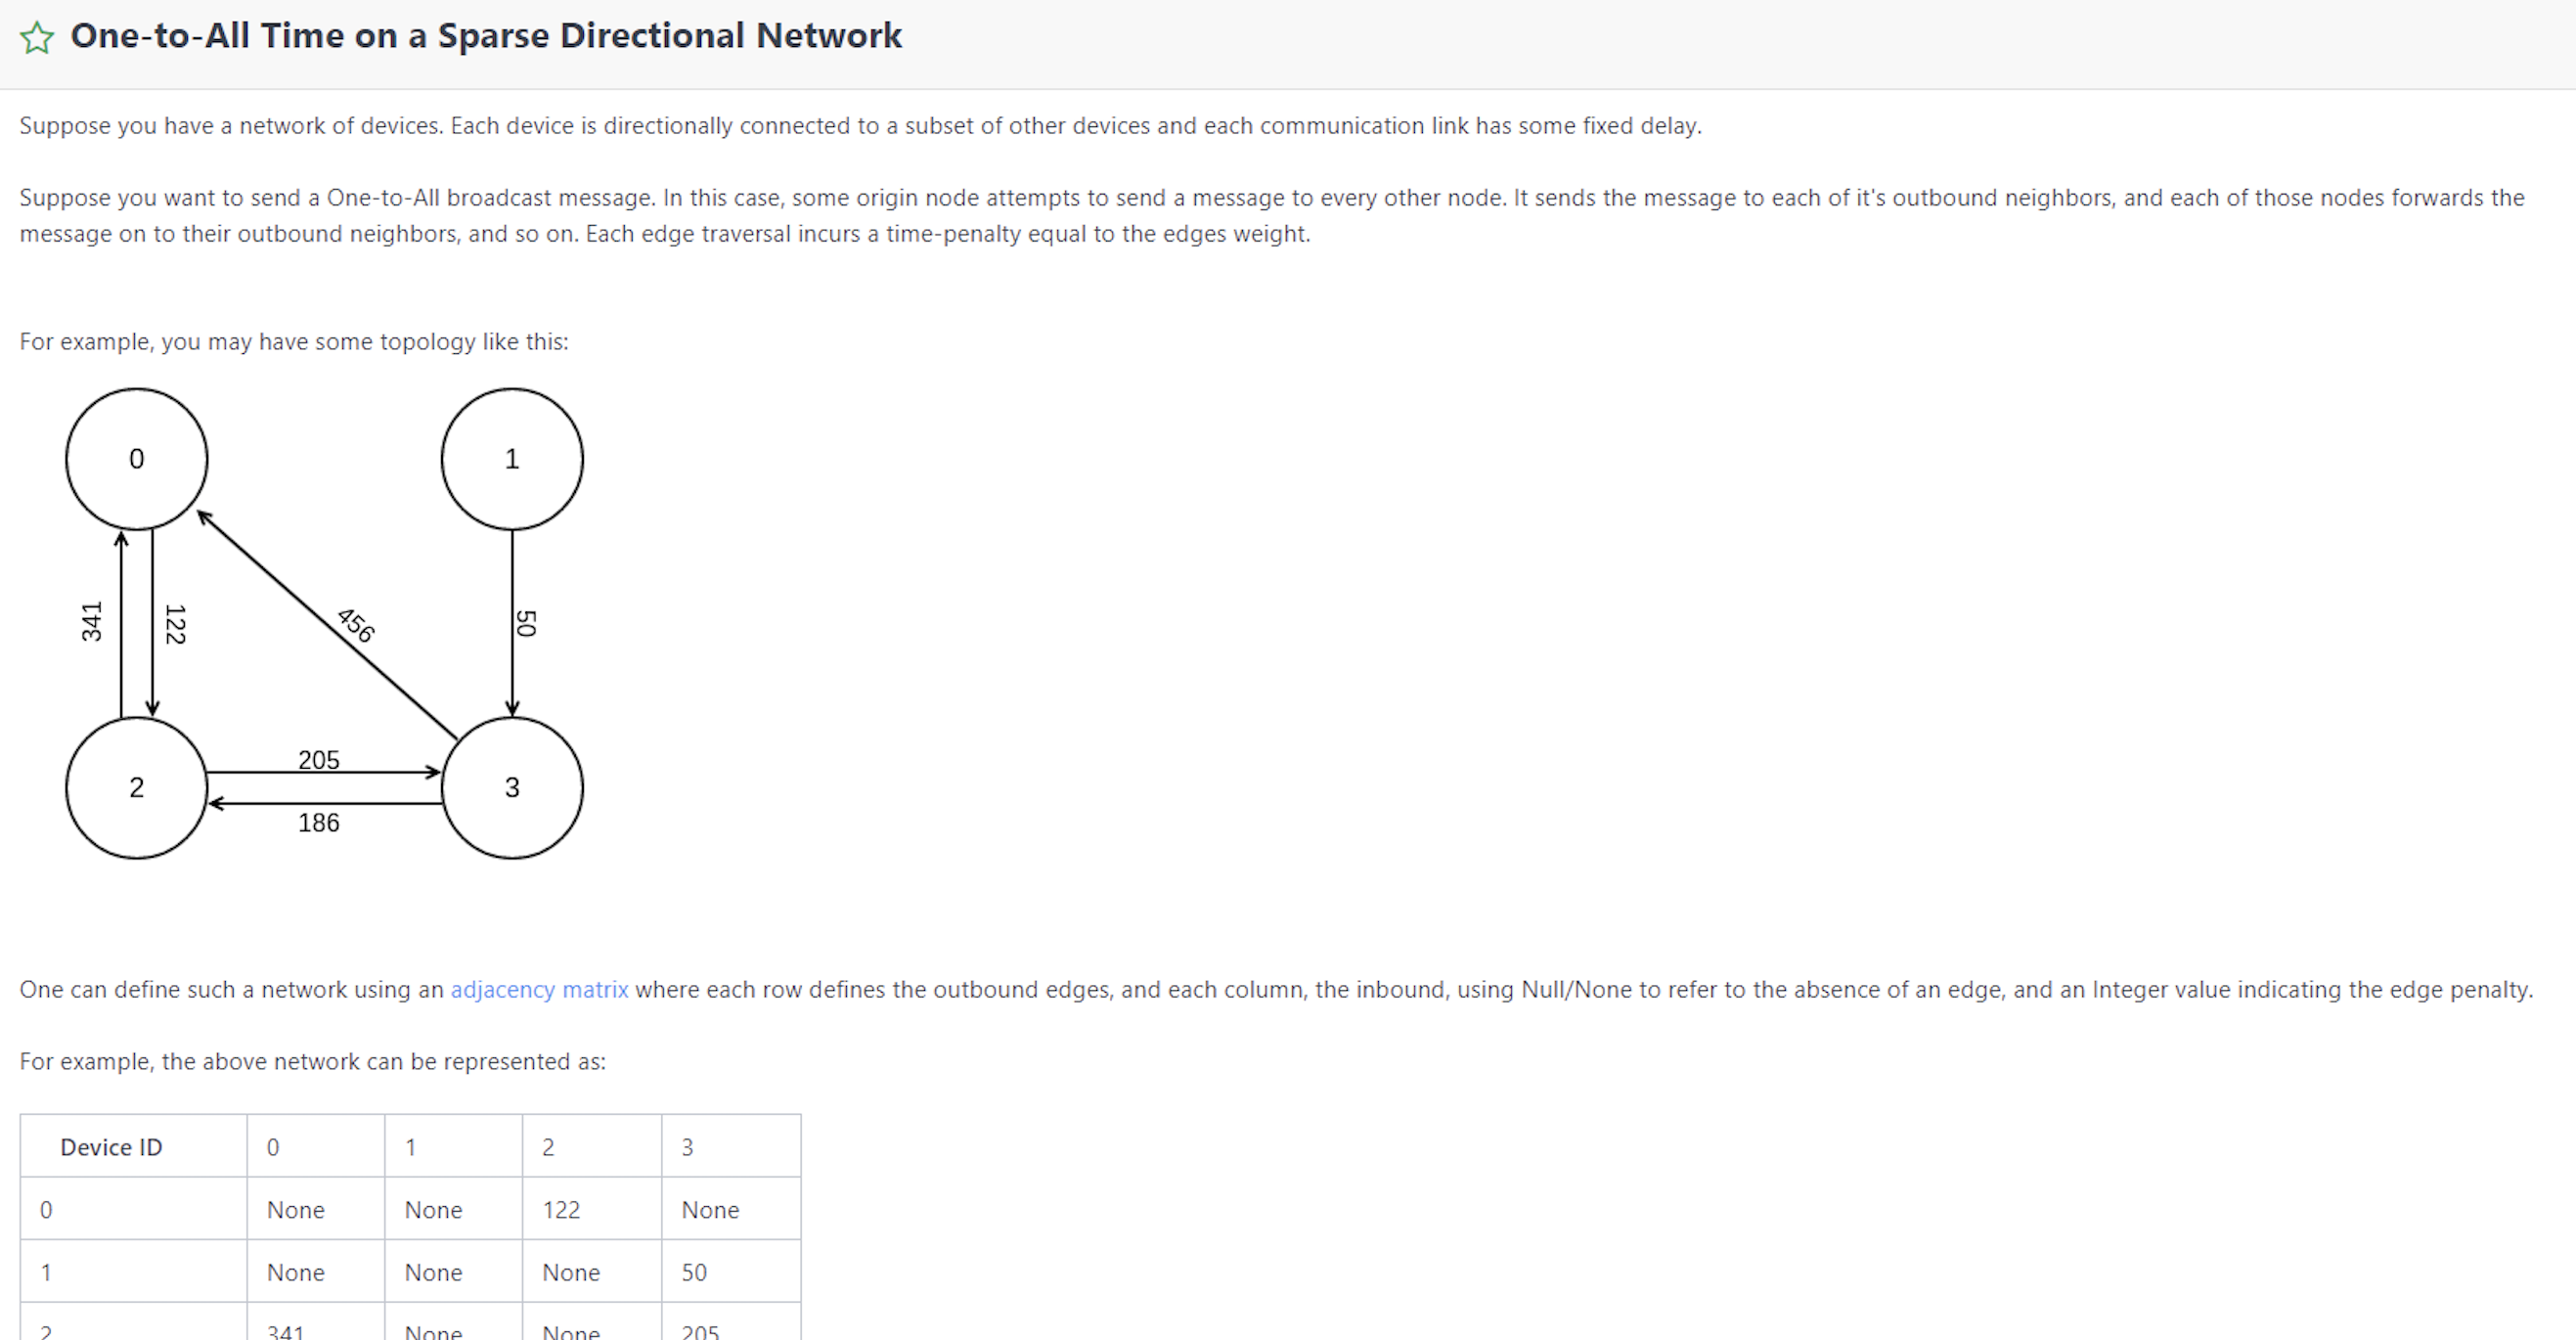 One-to-All Time on a Sparse Directional Network
Suppose you have a network of devices. Each device is directionally connected to a subset of other devices and each communication link has some fixed delay.
Suppose you want to send a One-to-All broadcast message. In this case, some origin node attempts to send a message to every other node. It sends the message to each of it's outbound neighbors, and each of those nodes forwards the
message on to their outbound neighbors, and so on. Each edge traversal incurs a time-penalty equal to the edges weight.
For example, you may have some topology like this:
0
1
341
122
456
50
205
2
3
186
One can define such a network using an adjacency matrix where each row defines the outbound edges, and each column, the inbound, using Null/None to refer to the absence of an edge, and an Integer value indicating the edge penalty.
For example, the above network can be represented as:
Device ID 0 1 2 3
0 None None 122 None
1 None None None 50
2 341 None None 205